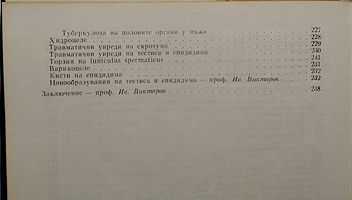 Туберкулоза на половите органи у мъжа 227
Хидроцеле 228
Травматични увреди на скротума 229
Травматични увреди на тестиса и епидидима 230
Торзия на funiculus spermaticus 231
Варикоцеле 231
Кисти на епидидима 232
Новообразувания на тестиса и епидидима — проф. Ив. Викторов 232
Заключение — проф. Ив. Викторов 238